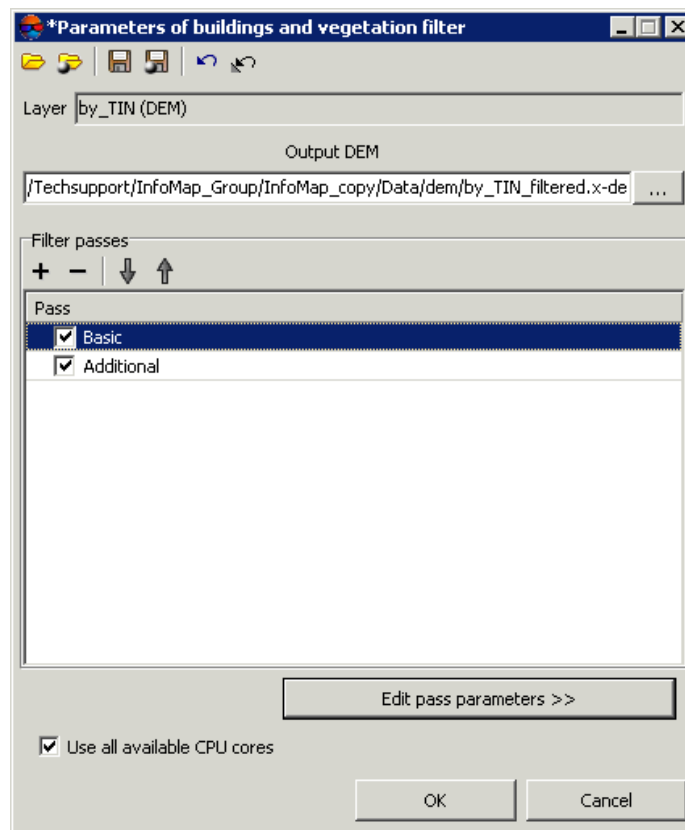 *Parameters of buildings and vegetation filter
Layer by_TIN (DEM)
Output DEM
/Techsupport/InfoMap_Group/InfoMap_copy/Data/dem/by_TIN_filtered.x-de ...
Filter passes
Pass
Basic
Additional
Edit pass parameters >>
Use all available CPU cores
OK Cancel